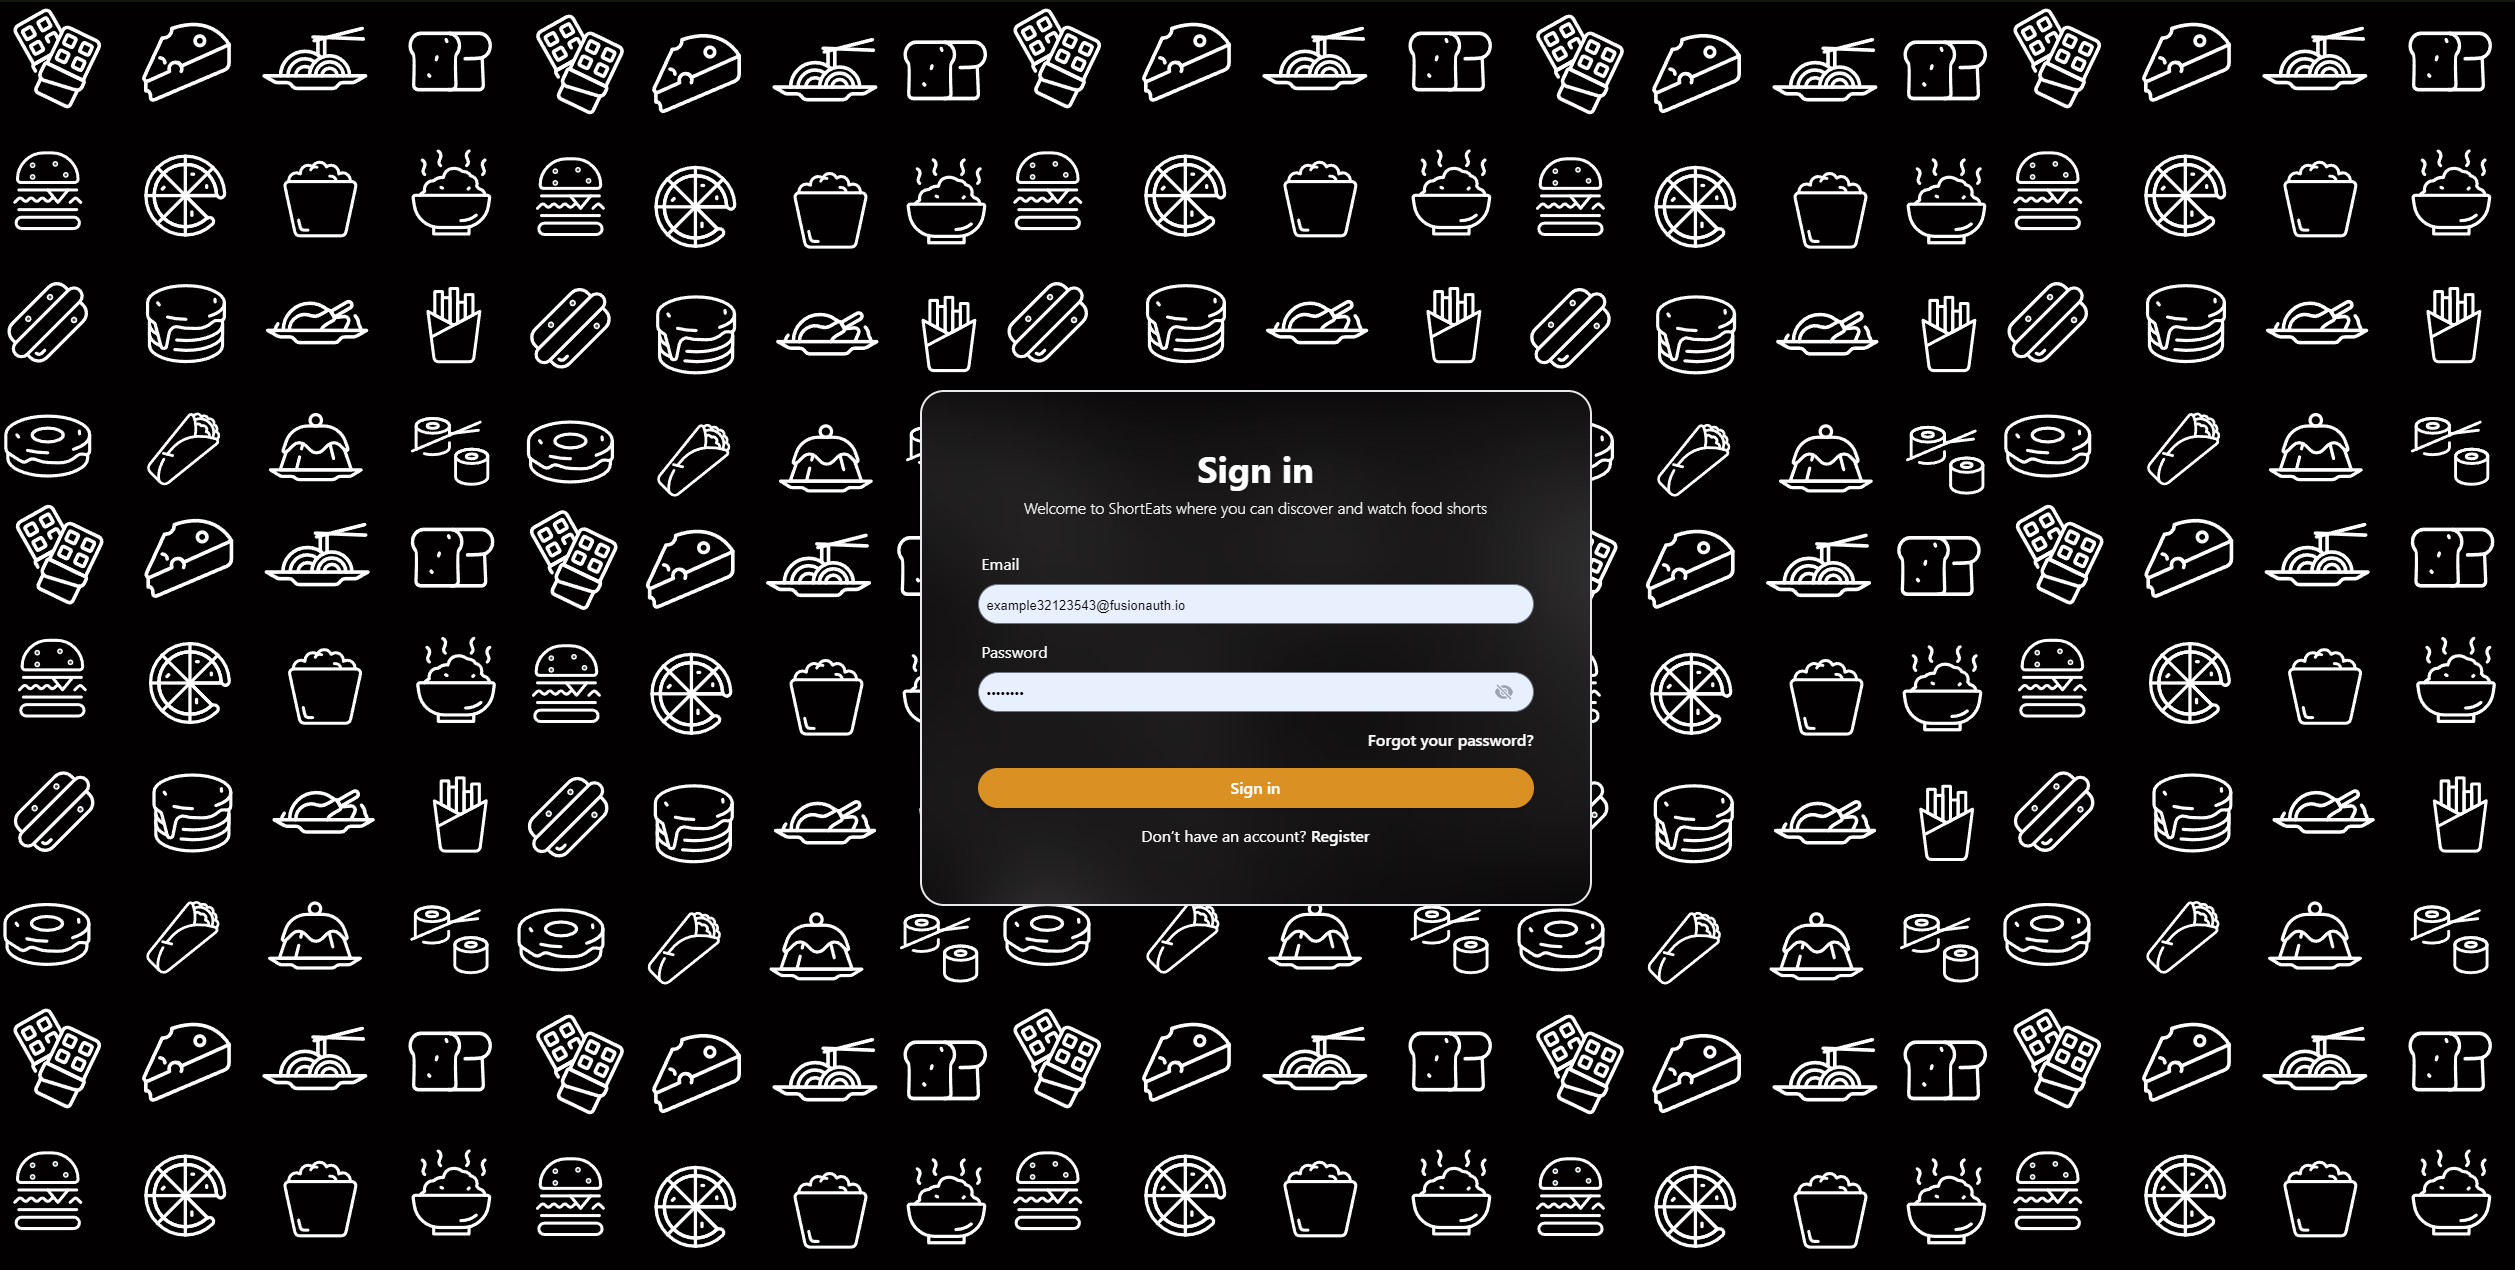 Sign in
Welcome to ShortEats where you can discover and watch food shorts
Email
example32123543@fusionauth.io
Password
••••••••
Forgot your password?
Sign in
Don’t have an account? Register